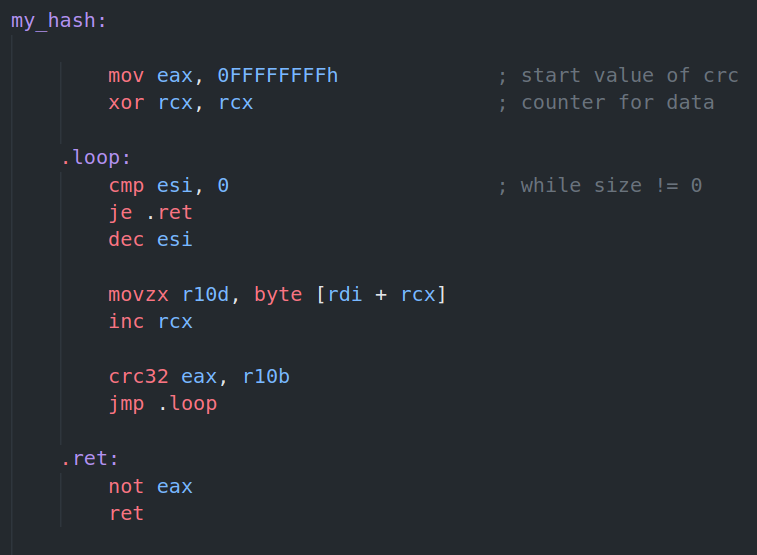 my_hash:
mov eax, 0FFFFFFFFh ; start value of crc
xor rcx, rcx ; counter for data
.loop:
cmp esi, 0 ; while size != 0
je .ret
dec esi
movzx r10d, byte [rdi + rcx]
inc rcx
crc32 eax, r10b
jmp .loop
.ret:
not eax
ret